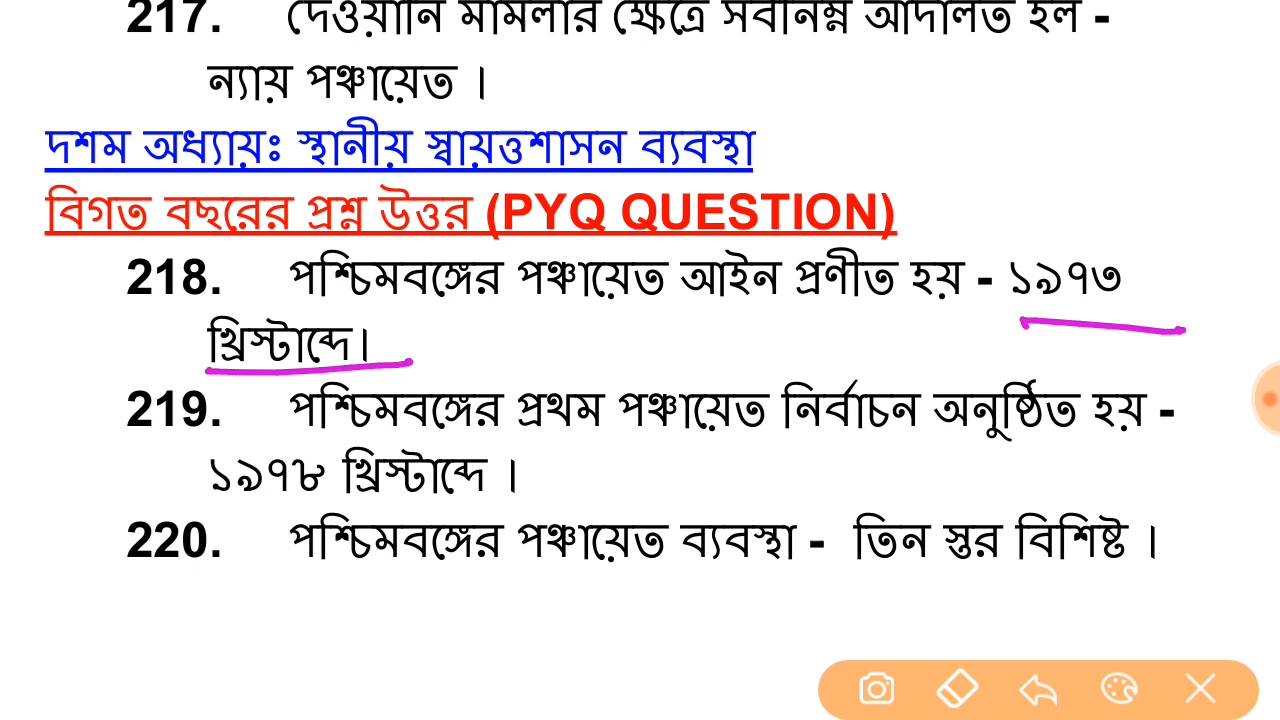 217. দেওয়ানি মামলার ক্ষেত্রে সর্বনিম্ন আদালত হল -
ন্যায় পঞ্চায়েত ।
দশম অধ্যায়ঃ স্থানীয় স্বায়ত্তশাসন ব্যবস্থা
বিগত বছরের প্রশ্ন উত্তর (PYQ QUESTION)
218. পশ্চিমবঙ্গের পঞ্চায়েত আইন প্রণীত হয় - ১৯৭৩
খ্রিস্টাব্দে।
219. পশ্চিমবঙ্গের প্রথম পঞ্চায়েত নির্বাচন অনুষ্ঠিত হয় -
১৯৭৮ খ্রিস্টাব্দে ।
220. পশ্চিমবঙ্গের পঞ্চায়েত ব্যবস্থা - তিন স্তর বিশিষ্ট ।